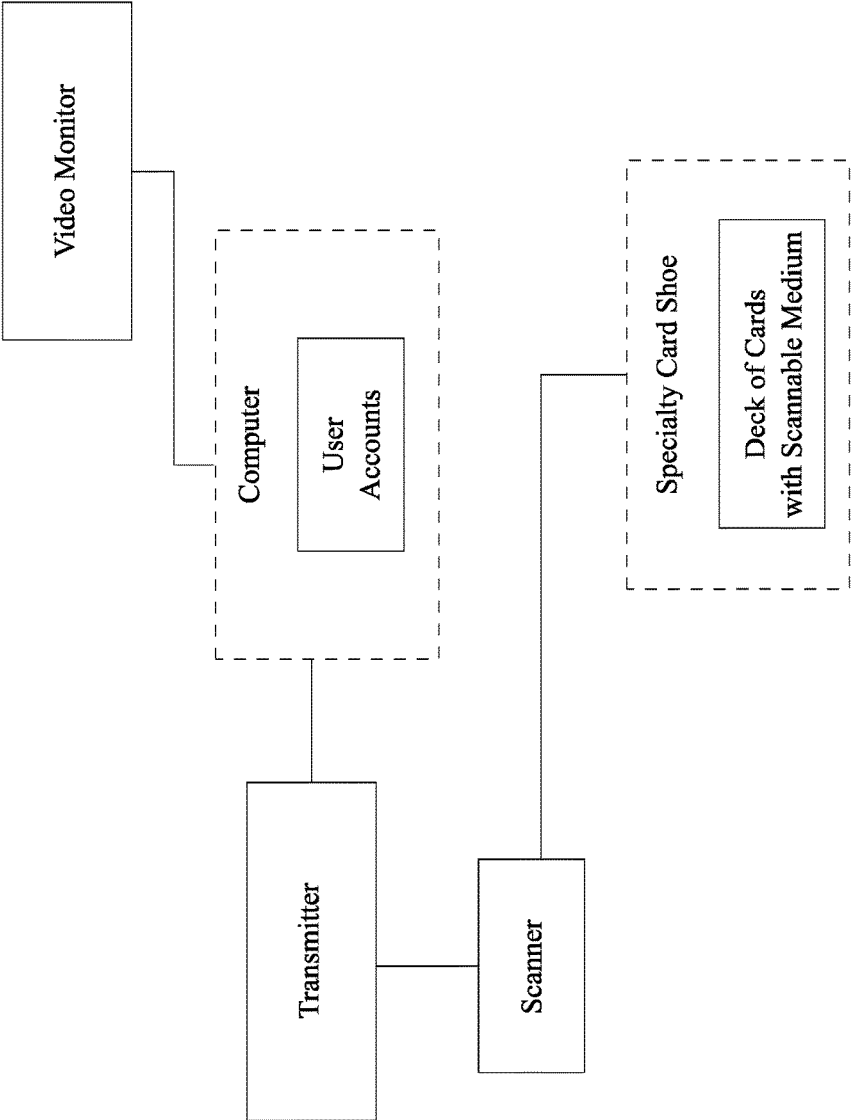 Video Monitor
Computer
User
Accounts
Transmitter
Scanner
Specialty Card Shoe
Deck of Cards
with Scannable Medium